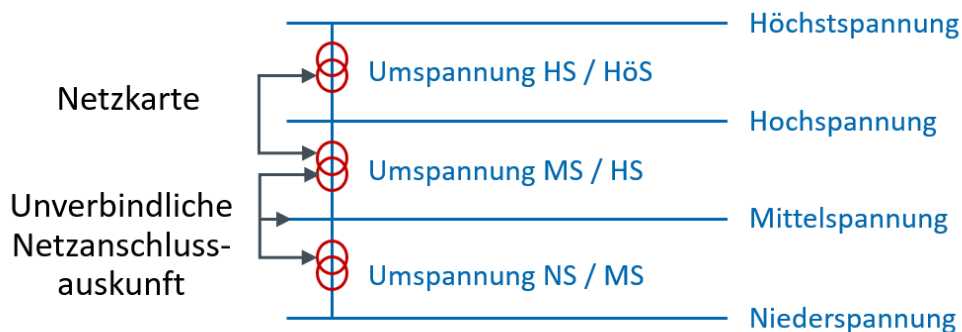 Höchstspannung
Umspannung HS / HöS
Netzkarte
Hochspannung
Umspannung MS / HS
Unverbindliche
Netzanschluss-
auskunft
Mittelspannung
Umspannung NS / MS
Niederspannung